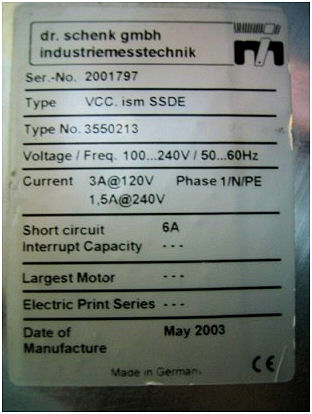 dr. schenk gmbh
industriemesstechnik
Ser.-No. 2001797
Type VCC. ism SSDE
Type No. 3550213
Voltage / Freq. 100...240V / 50...60Hz
Current 3A@120V Phase 1/N/PE
1,5A@240V
Short circuit 6A
Interrupt Capacity - - -
Largest Motor - - -
Electric Print Series - - -
Date of May 2003
Manufacture
Made in Germany
CE